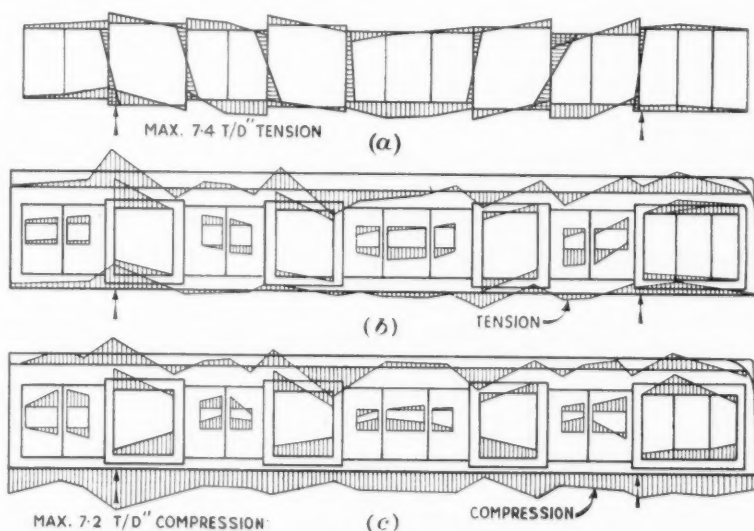 MAX. 7·4 T/D" TENSION
(a)
(b)
TENSION
(c)
MAX. 7·2 T/D" COMPRESSION
COMPRESSION